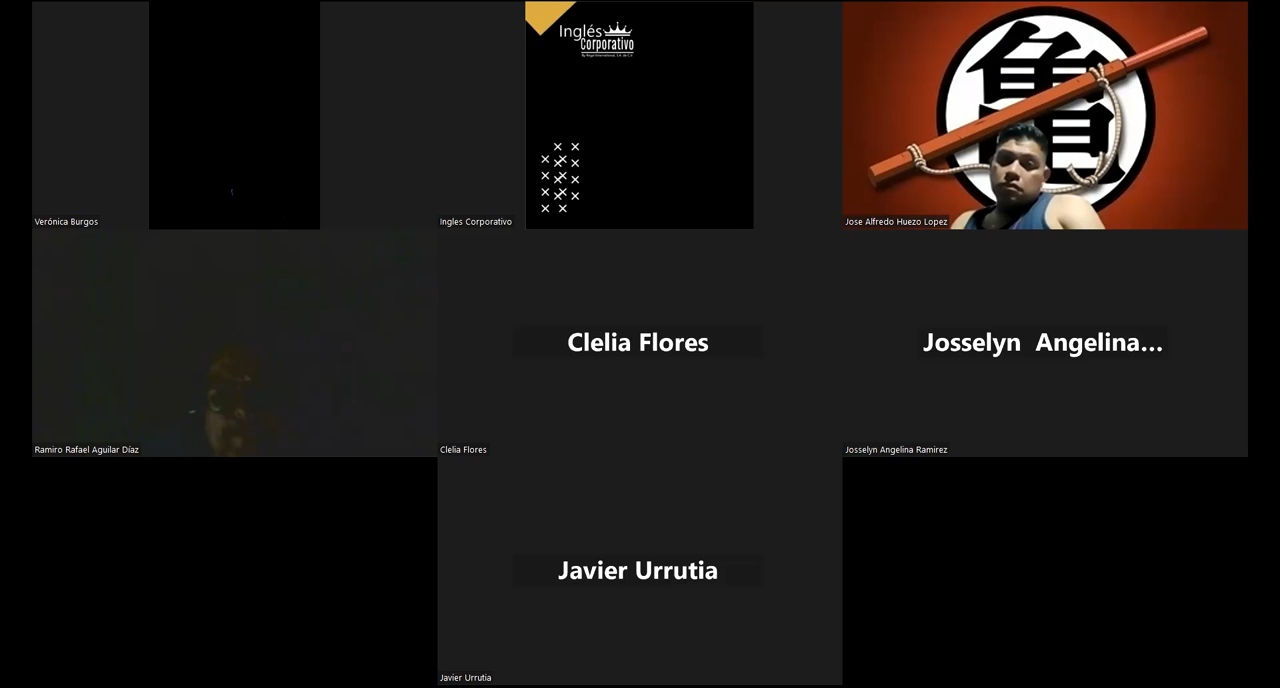 Inglés
Corporativo
亀
Verónica Burgos
Ingles Corporativo
Jose Alfredo Huezo Lopez
Clelia Flores
Josselyn Angelina...
Ramiro Rafael Aguilar Díaz
Clelia Flores
Josselyn Angelina Ramirez
Javier Urrutia
Javier Urrutia